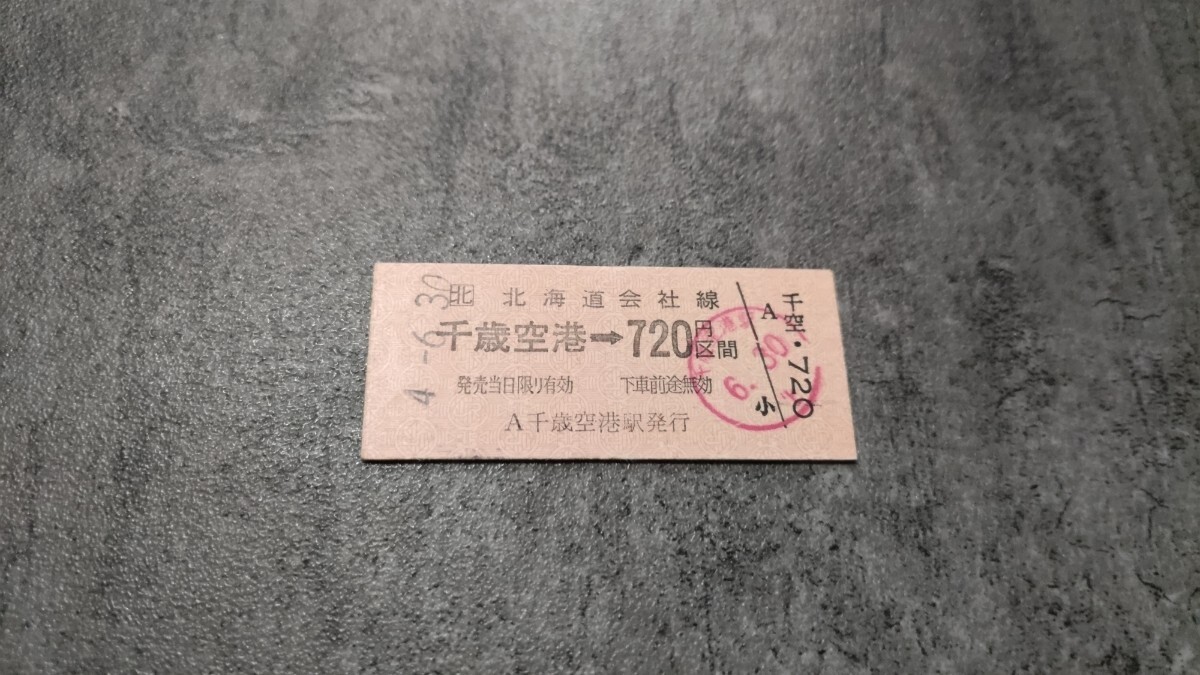 4-6.30
北 北海道会社線
千歳空港→720円区間
発売当日限り有効 下車前途無効
A千歳空港駅発行
A
小
千空・720
6.30